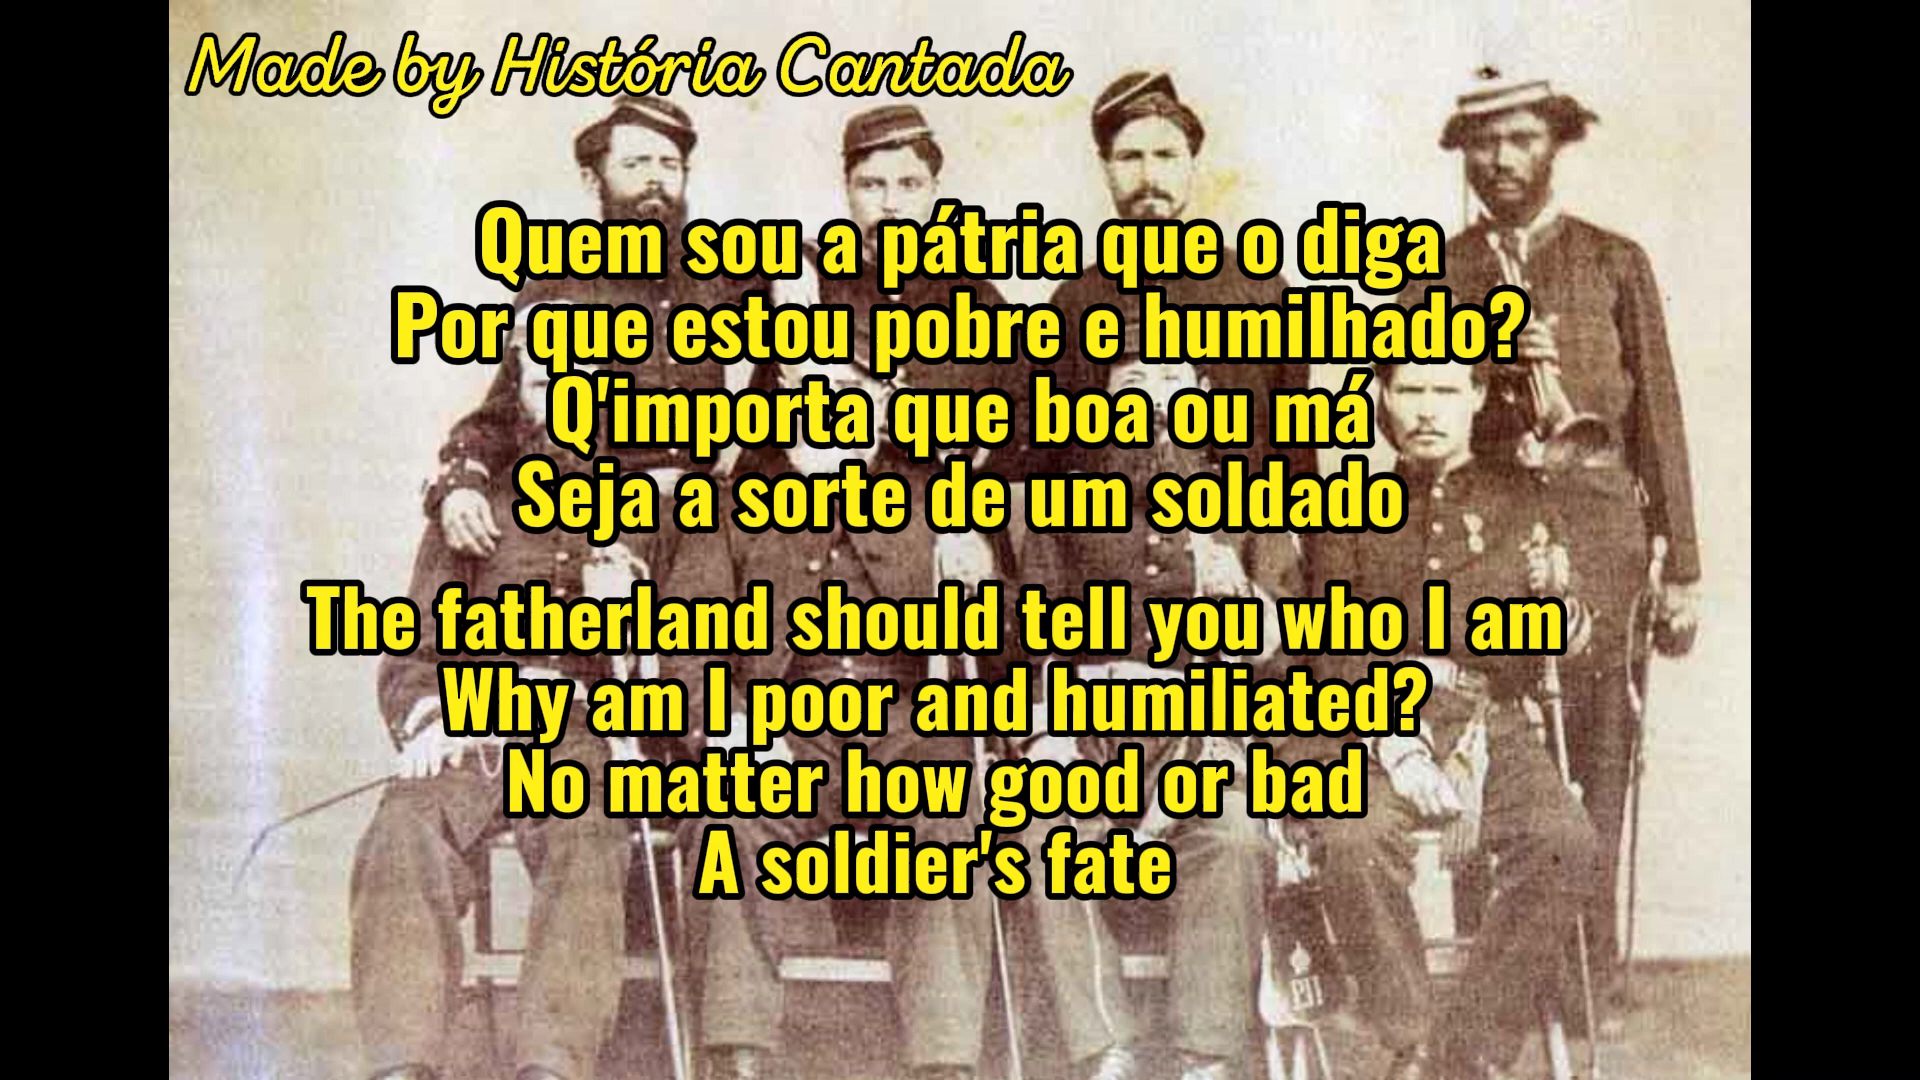 Made by História Cantada
Quem sou a pátria que o diga
Por que estou pobre e humilhado?
Q'importa que boa ou má
Seja a sorte de um soldado
The fatherland should tell you who I am
Why am I poor and humiliated?
No matter how good or bad
A soldier's fate